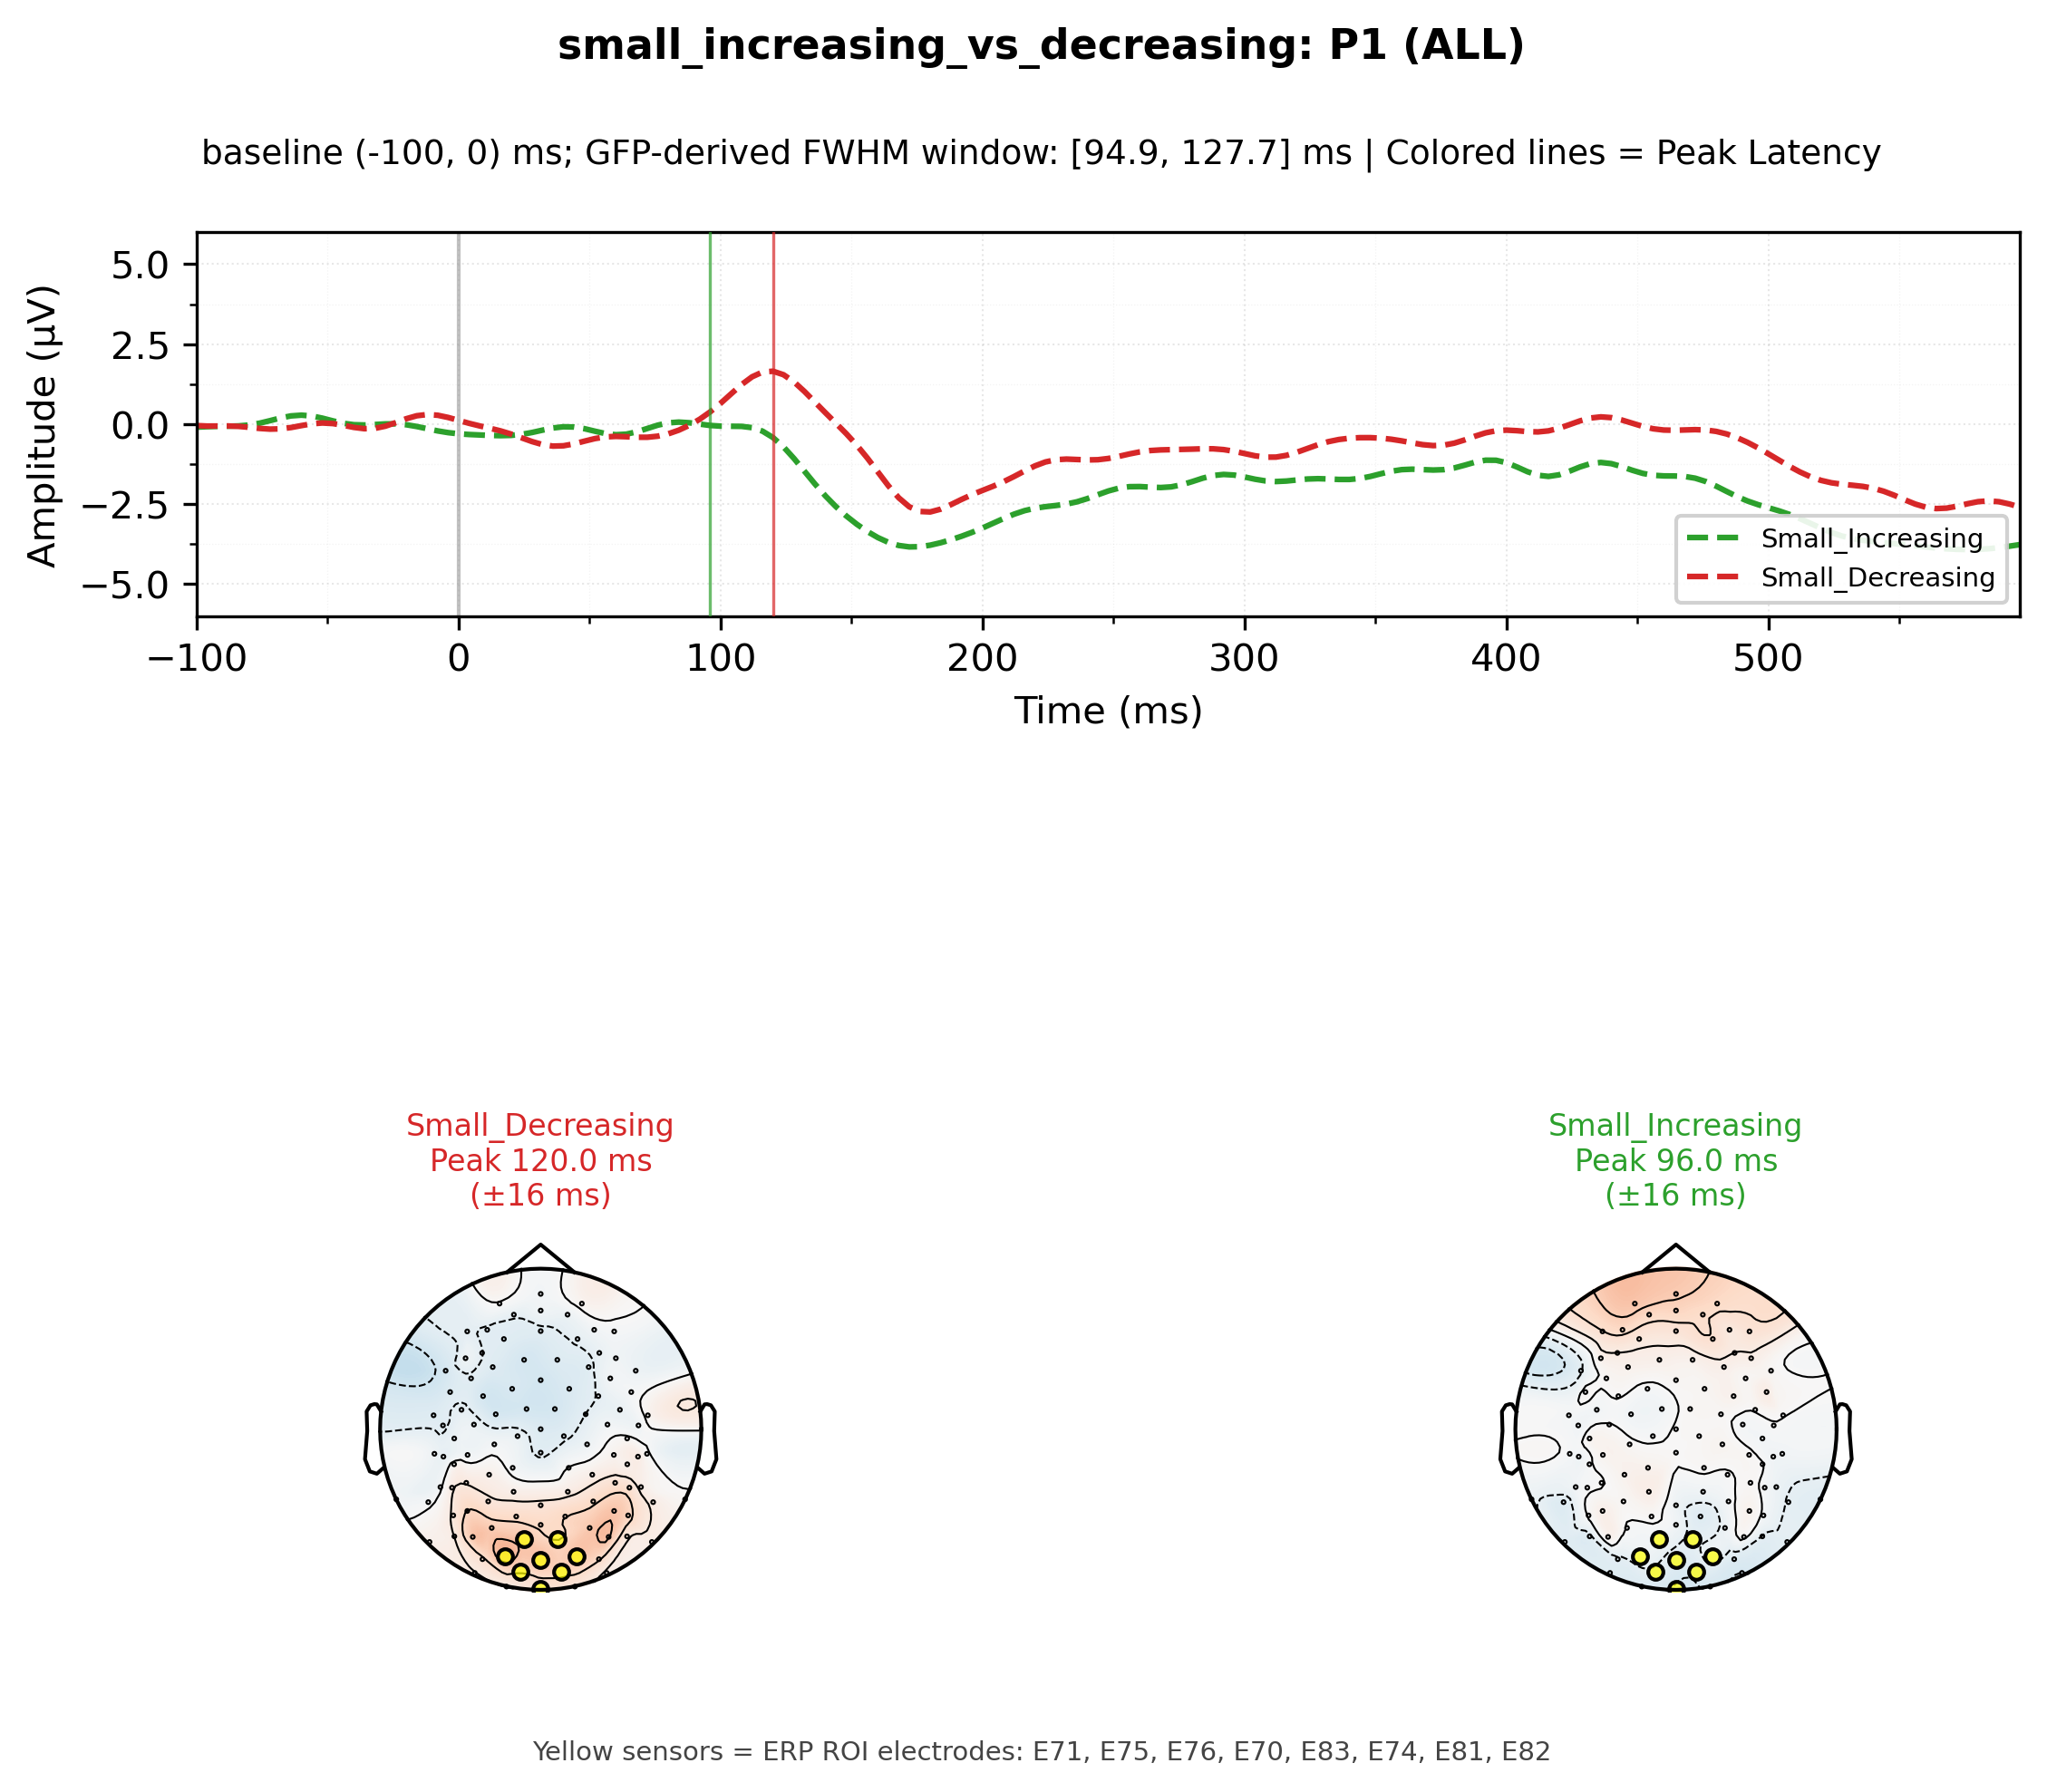 small_increasing_vs_decreasing: P1 (ALL)
baseline (-100, 0) ms; GFP-derived FWHM window: [94.9, 127.7] ms | Colored lines = Peak Latency
Amplitude (μV)
5.0
2.5
0.0
−2.5
−5.0
Small_Increasing
Small_Decreasing
−100
0
100
200
300
400
500
Time (ms)
Small_Decreasing
Peak 120.0 ms
(±16 ms)
Small_Increasing
Peak 96.0 ms
(±16 ms)
Yellow sensors = ERP ROI electrodes: E71, E75, E76, E70, E83, E74, E81, E82